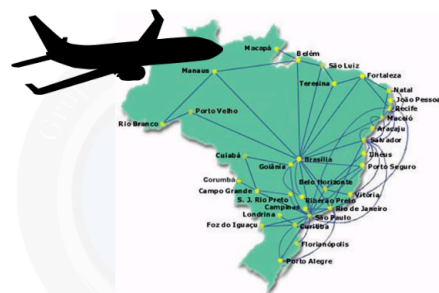 Macapá
Belém
São Luiz
Manaus
Teresina
Fortaleza
Natal
João Pessoa
Recife
Maceió
Aracaju
Salvador
Porto Velho
Rio Branco
Ilheus
Cuiabá
Brasília
Goiânia
Porto Seguro
Corumbá
Belo Horizonte
Campo Grande
Vitória
S. J. Rio Preto
Ribeirão Preto
Campinas
Rio de Janeiro
Londrina
São Paulo
Foz do Iguaçu
Curitiba
Florianópolis
Porto Alegre